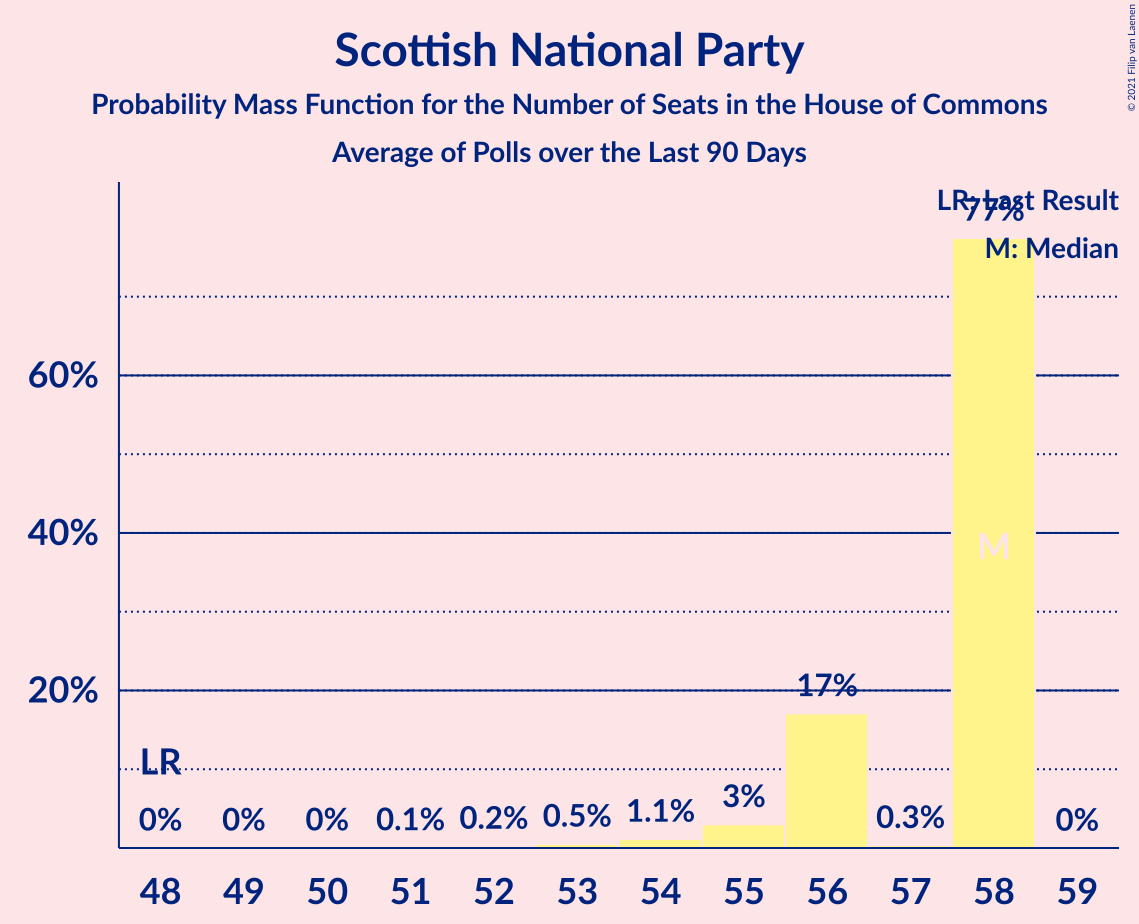 Scottish National Party
Probability Mass Function for the Number of Seats in the House of Commons
Average of Polls over the Last 90 Days
© 2021 Filip van Laenen
LR: Last Result
77%
M: Median
60%
40%
M
20%
17%
LR
0%
0%
0%
0.1%
0.2%
0.5%
1.1%
3%
0.3%
0%
48 49 50 51 52 53 54 55 56 57 58 59